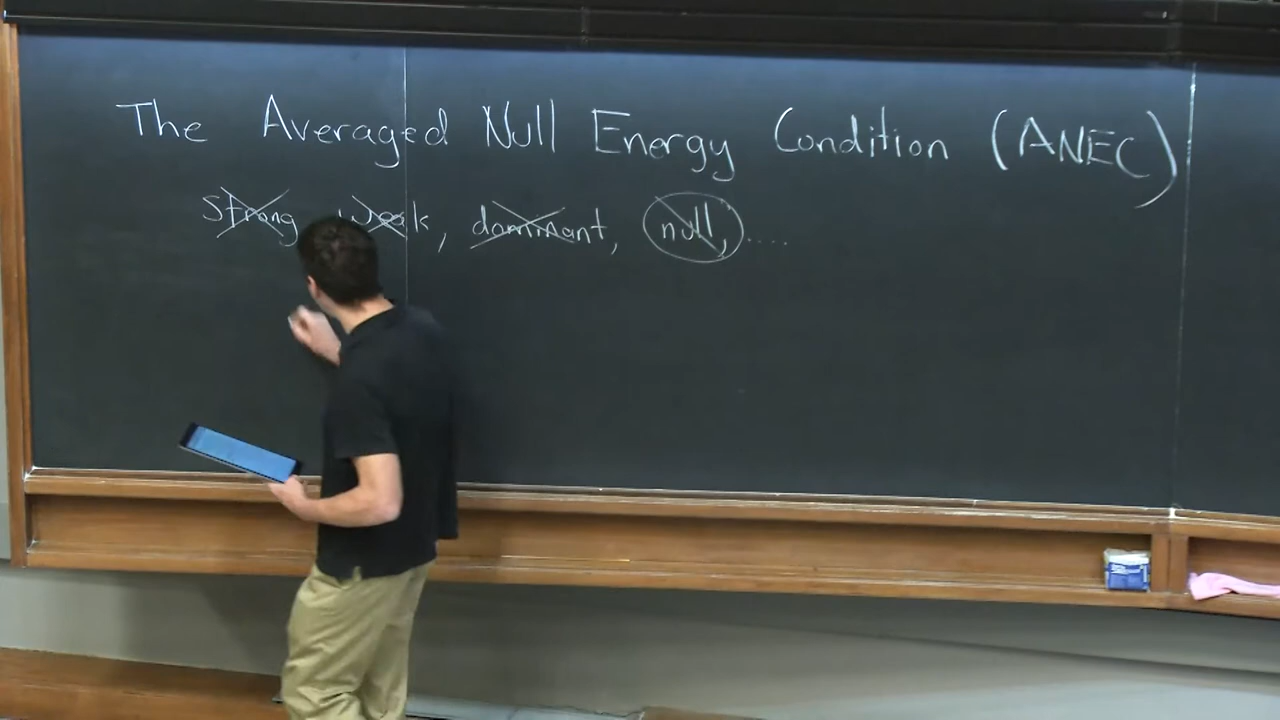 The Averaged Null Energy Condition (ANEC)
strong weak, dominant, null, ....